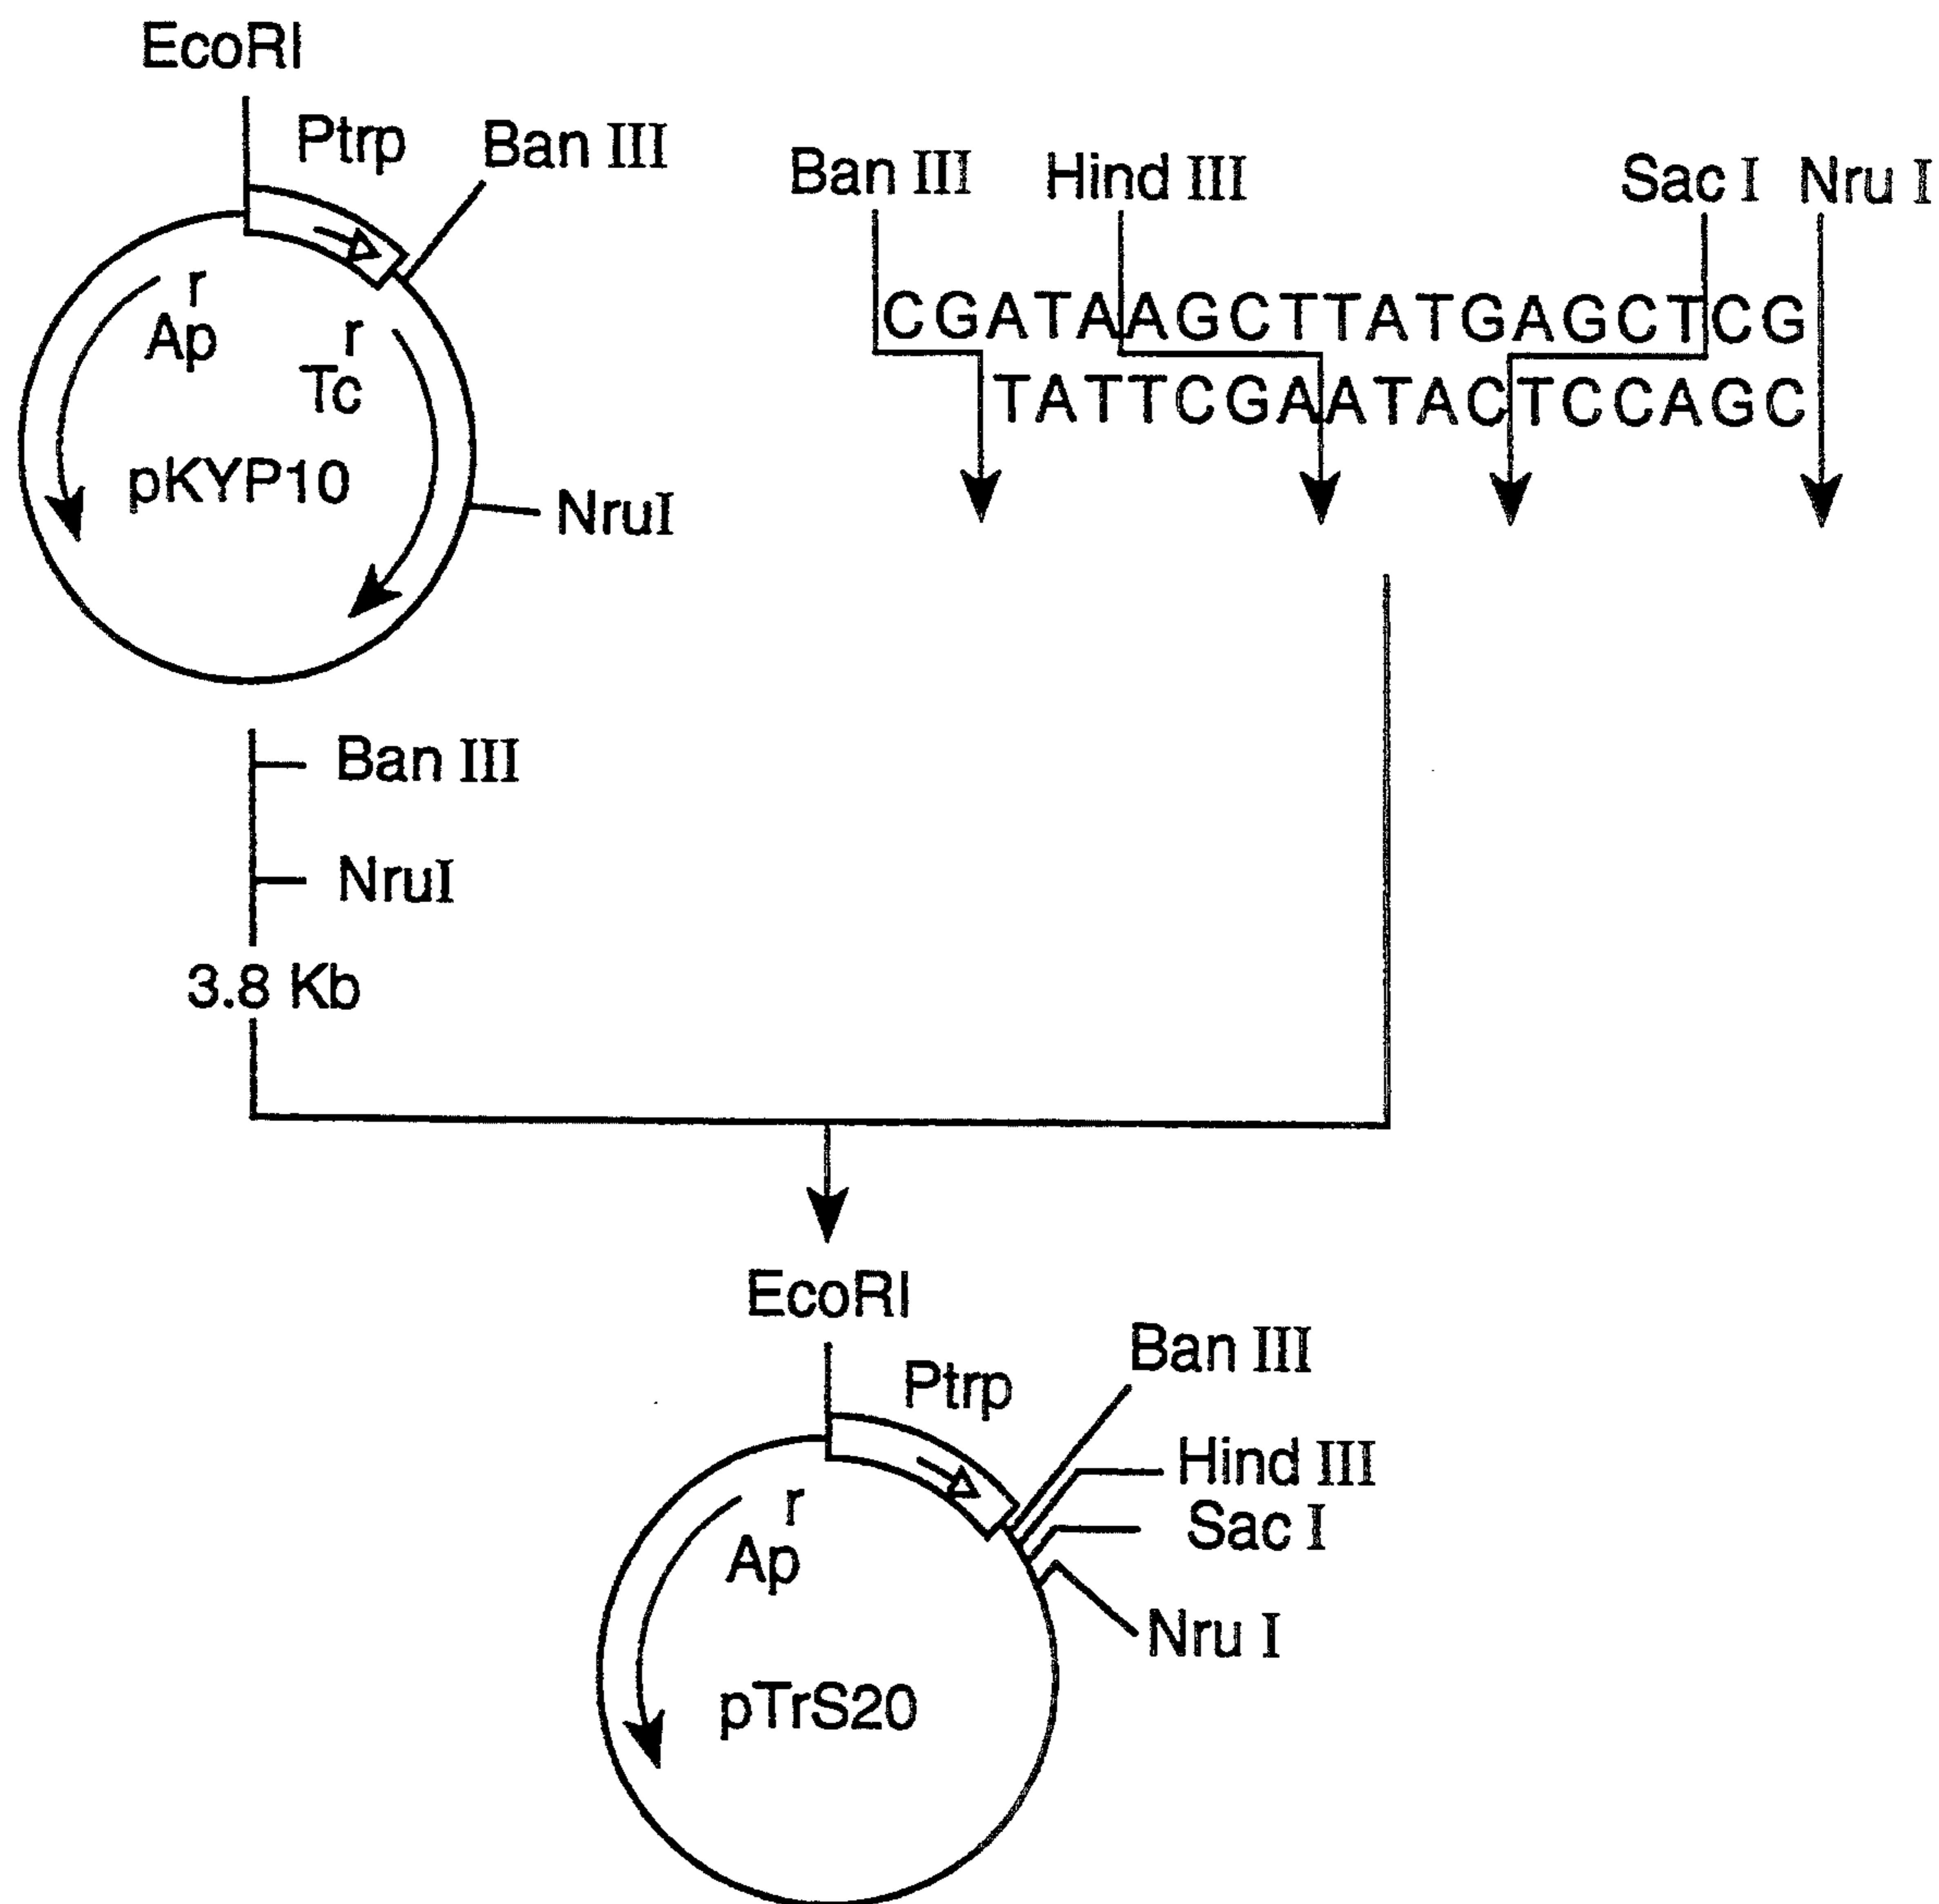 EcoRI
Ptrp
Ban III
r
Ap
r
Tc
pKYP10
NruI
Ban III
Hind III
Sac I
Nru I
CGATAAGCTTATGAGCTCG
TATTCGAATACTCCAGC
Ban III
NruI
3.8 Kb
EcoRI
Ptrp
Ban III
Hind III
Sac I
Nru I
r
Ap
pTrS20